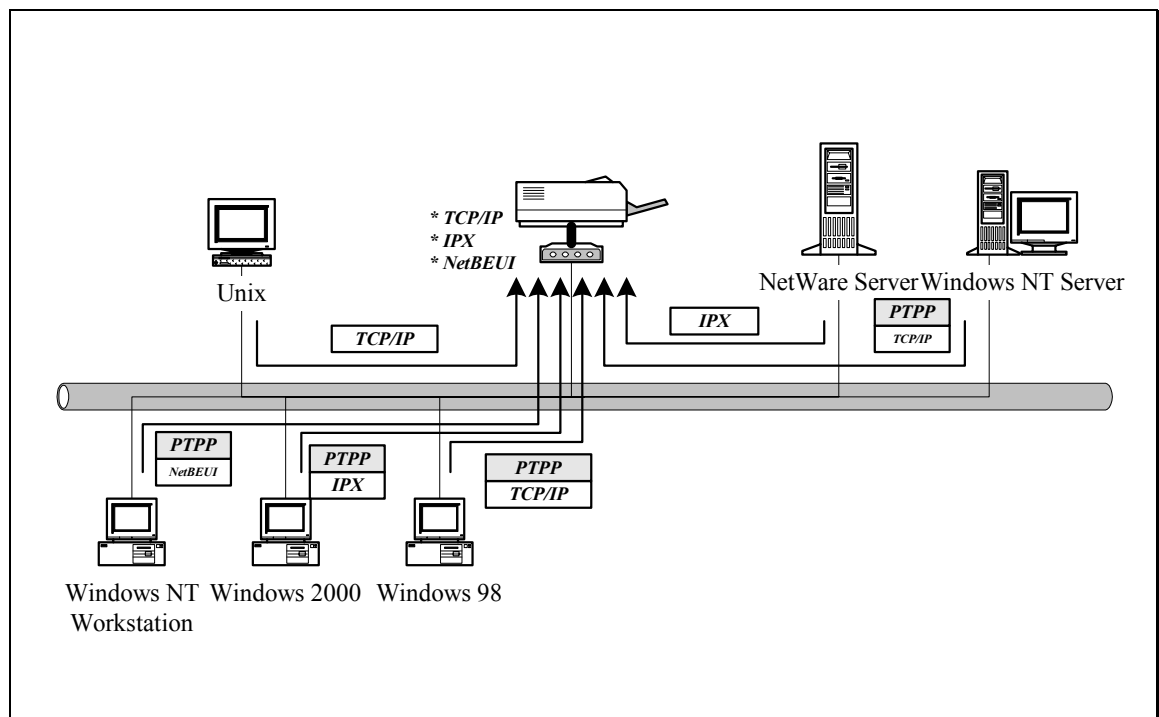 * TCP/IP
* IPX
* NetBEUI
Unix
NetWare Server
Windows NT Server
TCP/IP
IPX
PTPP
TCP/IP
PTPP
NetBEUI
PTPP
IPX
PTPP
TCP/IP
Windows NT
Workstation
Windows 2000
Windows 98